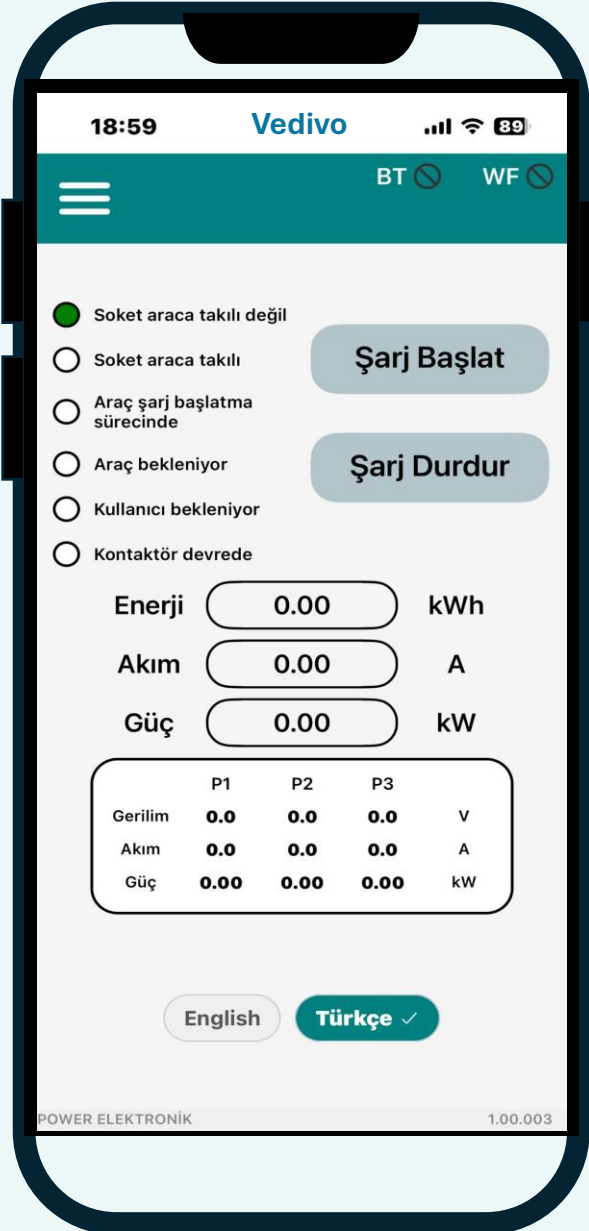 18:59 Vedivo 89
BT WF
Soket araca takılı değil
Soket araca takılı
Şarj Başlat
Araç şarj başlatma
sürecinde
Araç bekleniyor
Şarj Durdur
Kullanıcı bekleniyor
Kontaktör devrede
Enerji 0.00 kWh
Akım 0.00 A
Güç 0.00 kW
P1 P2 P3
Gerilim 0.0 0.0 0.0 V
Akım 0.0 0.0 0.0 A
Güç 0.00 0.00 0.00 kW
English Türkçe ✓
POWER ELEKTRONİK 1.00.003